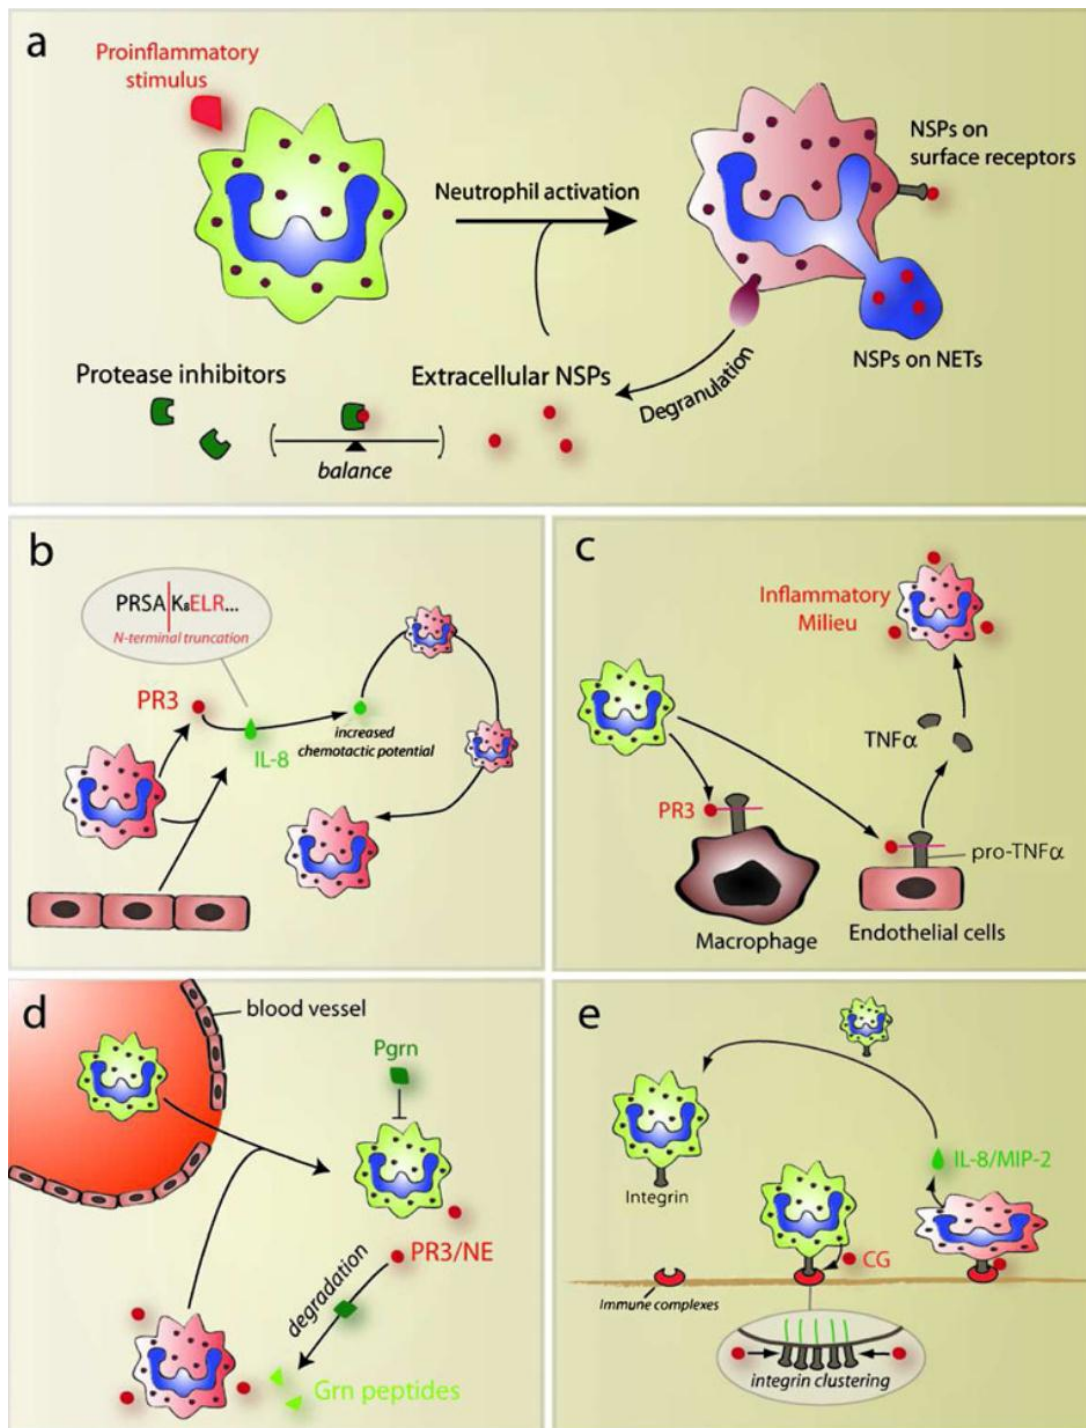 a
Proinflammatory
stimulus
Neutrophil activation
NSPs on
surface receptors
NSPs on NETs
Degranulation
Protease inhibitors
Extracellular NSPs
balance
b
PRSA|K8ELR...
N-terminal truncation
PR3
IL-8
increased
chemotactic potential
c
Inflammatory
Milieu
TNFα
PR3
pro-TNFα
Macrophage
Endothelial cells
d
blood vessel
Pgrn
PR3/NE
degradation
Grn peptides
e
Integrin
IL-8/MIP-2
CG
Immune complexes
integrin clustering